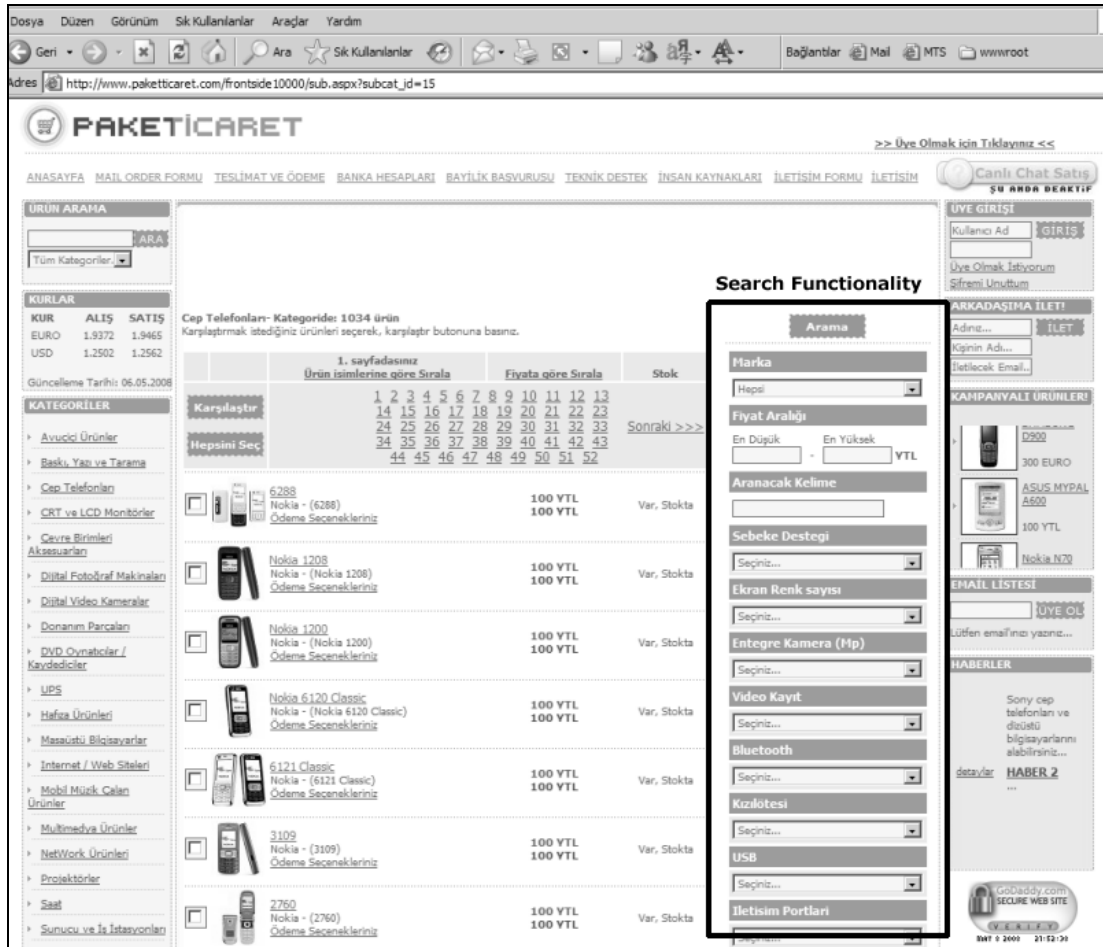 Dosya Düzen Görünüm Sık Kullanılanlar Araçlar Yardım
Geri Ara Sık Kullanılanlar Bağlantılar Mail MTS wwwroot
Adres http://www.paketticaret.com/frontside10000/sub.aspx?subcat_id=15
PAKETİCARET
>> Üye Olmak için Tıklayınız <<
ANASAYFA MAIL ORDER FORMU TESLİMAT VE ÖDEME BANKA HESAPLARI BAYİLİK BAŞVURUSU TEKNİK DESTEK İNSAN KAYNAKLARI İLETİŞİM FORMU İLETİŞİM
Canlı Chat Satış
ŞU ANDA DEAKTiF
ÜRÜN ARAMA
ARA
Tüm Kategoriler.
KURLAR
KUR ALIŞ SATIŞ
EURO 1.9372 1.9465
USD 1.2502 1.2562
Güncelleme Tarihi: 06.05.2008
KATEGORİLER
Avuciçi Ürünler
Baskı, Yazı ve Tarama
Cep Telefonları
CRT ve LCD Monitörler
Çevre Birimleri
Aksesuarları
Dijital Fotoğraf Makinaları
Dijital Video Kameralar
Donanım Parçaları
DVD Oynatıcılar /
Kaydediciler
UPS
Hafıza Ürünleri
Masaüstü Bilgisayarlar
Internet / Web Siteleri
Mobil Müzik Çalan
Ürünler
Multimedya Ürünler
NetWork Ürünleri
Projektörler
Saat
Sunucu ve İş İstasyonları
Cep Telefonları- Kategoride: 1034 ürün
Karşılaştırmak istediğiniz ürünleri seçerek, karşılaştır butonuna basınız.
1. sayfadasınız
Ürün isimlerine göre Sırala Fiyata göre Sırala Stok
Karşılaştır
Hepsini Seç
1 2 3 4 5 6 7 8 9 10 11 12 13
14 15 16 17 18 19 20 21 22 23
24 25 26 27 28 29 30 31 32 33
34 35 36 37 38 39 40 41 42 43
44 45 46 47 48 49 50 51 52
Sonraki >>>
6288
Nokia - (6288)
Ödeme Seçenekleriniz
100 YTL
100 YTL
Var, Stokta
Nokia 1208
Nokia - (Nokia 1208)
Ödeme Seçenekleriniz
100 YTL
100 YTL
Var, Stokta
Nokia 1200
Nokia - (Nokia 1200)
Ödeme Seçenekleriniz
100 YTL
100 YTL
Var, Stokta
Nokia 6120 Classic
Nokia - (Nokia 6120 Classic)
Ödeme Seçenekleriniz
100 YTL
100 YTL
Var, Stokta
6121 Classic
Nokia - (6121 Classic)
Ödeme Seçenekleriniz
100 YTL
100 YTL
Var, Stokta
3109
Nokia - (3109)
Ödeme Seçenekleriniz
100 YTL
100 YTL
Var, Stokta
2760
Nokia - (2760)
Ödeme Seçenekleriniz
100 YTL
100 YTL
Var, Stokta
Search Functionality
Arama
Marka
Hepsi
Fiyat Aralığı
En Düşük En Yüksek
- YTL
Aranacak Kelime
Sebeke Destegi
Seçiniz...
Ekran Renk sayısı
Seçiniz...
Entegre Kamera (Mp)
Seçiniz...
Video Kayıt
Seçiniz...
Bluetooth
Seçiniz...
Kızılötesi
Seçiniz...
USB
Seçiniz...
Iletisim Portlari
Seçiniz...
ÜYE GİRİŞİ
Kullanıcı Ad GİRİŞ
Üye Olmak İstiyorum
Şifremi Unuttum
ARKADAŞIMA İLET!
Adınız... İLET
Kişinin Adı...
İletilecek Email..
KAMPANYALI ÜRÜNLER!
D900
300 EURO
ASUS MYPAL
A600
100 YTL
Nokia N70
EMAİL LİSTESİ
ÜYE OL
Lütfen email'inizi yazınız...
HABERLER
Sony cep
telefonları ve
dizüstü
bilgisayarlarını
alabilirsiniz...
detaylar HABER 2
...
GoDaddy.com
SECURE WEB SITE
VERIFY